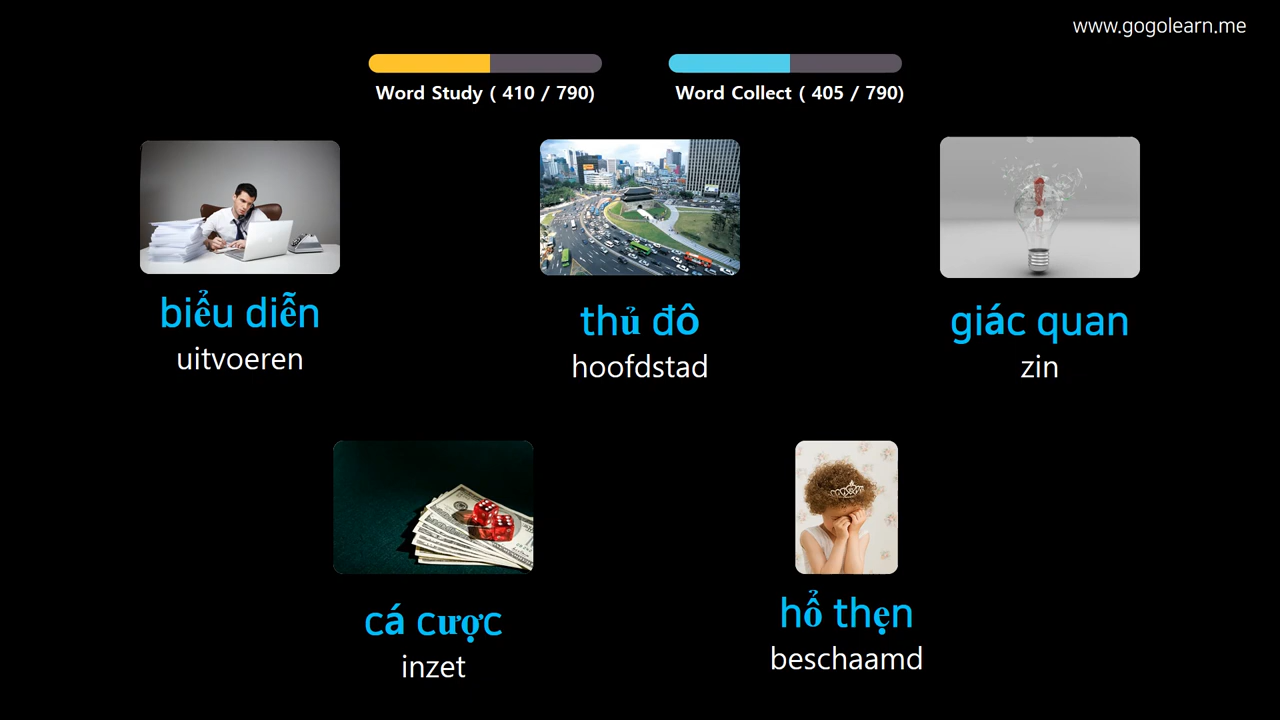 www.gogolearn.me
Word Study ( 410 / 790)
Word Collect ( 405 / 790)
biểu diễn
uitvoeren
thủ đô
hoofdstad
giác quan
zin
cá cược
inzet
hổ thẹn
beschaamd